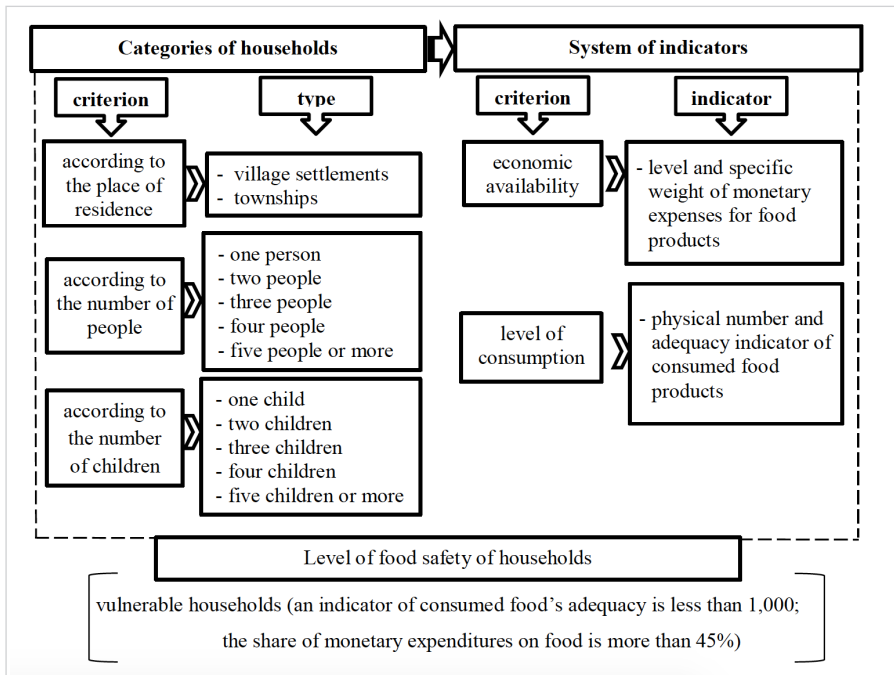 Categories of households
System of indicators
criterion
type
criterion
indicator
according to
the place of
residence
- village settlements
- townships
economic
availability
- level and specific
weight of monetary
expenses for food
products
according to
the number of
people
- one person
- two people
- three people
- four people
- five people or more
level of
consumption
- physical number and
adequacy indicator of
consumed food
products
according to
the number
of children
- one child
- two children
- three children
- four children
- five children or more
Level of food safety of households
vulnerable households (an indicator of consumed food’s adequacy is less than 1,000;
the share of monetary expenditures on food is more than 45%)